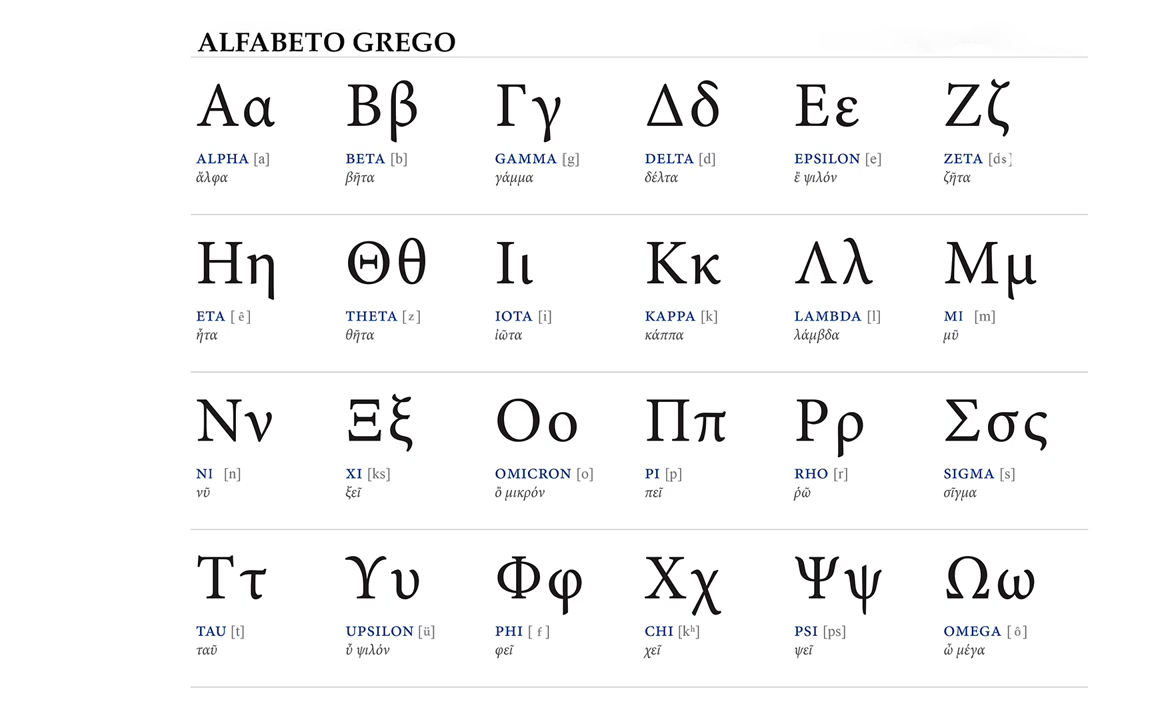 ALFABETO GREGO
Αα Ββ Γγ Δδ Εε Ζζ
ALPHA [a] BETA [b] GAMMA [g] DELTA [d] EPSILON [e] ZETA [ds]
ἄλφα βῆτα γάμμα δέλτα ἒ ψιλόν ζῆτα
Ηη Θθ Ιι Κκ Λλ Μμ
ETA [ê] THETA [z] IOTA [i] KAPPA [k] LAMBDA [l] MI [m]
ἦτα θῆτα ἰῶτα κάππα λάμβδα μῦ
Νν Ξξ Οο Ππ Ρρ Σσς
NI [n] XI [ks] OMICRON [o] PI [p] RHO [r] SIGMA [s]
νῦ ξεῖ ὂ μικρόν πεῖ ῥῶ σῖγμα
Ττ Υυ Φφ Χχ Ψψ Ωω
TAU [t] UPSILON [ü] PHI [f] CHI [kʰ] PSI [ps] OMEGA [ô]
ταῦ ὖ ψιλόν φεῖ χεῖ ψεῖ ὦ μέγα